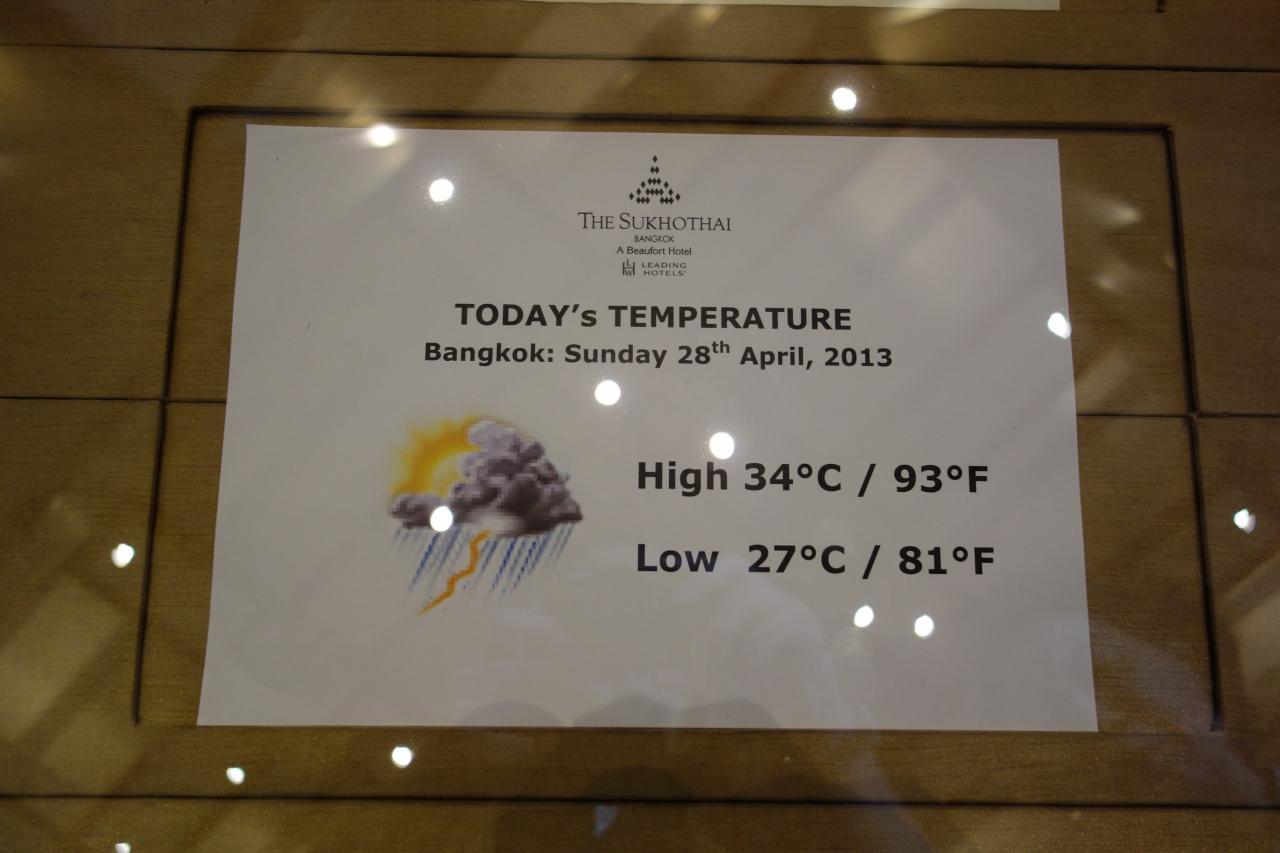 THE SUKHOTHAI
BANGKOK
A Beaufort Hotel
LHW LEADING
HOTELS
TODAY's TEMPERATURE
Bangkok: Sunday 28th April, 2013
High 34°C / 93°F
Low 27°C / 81°F